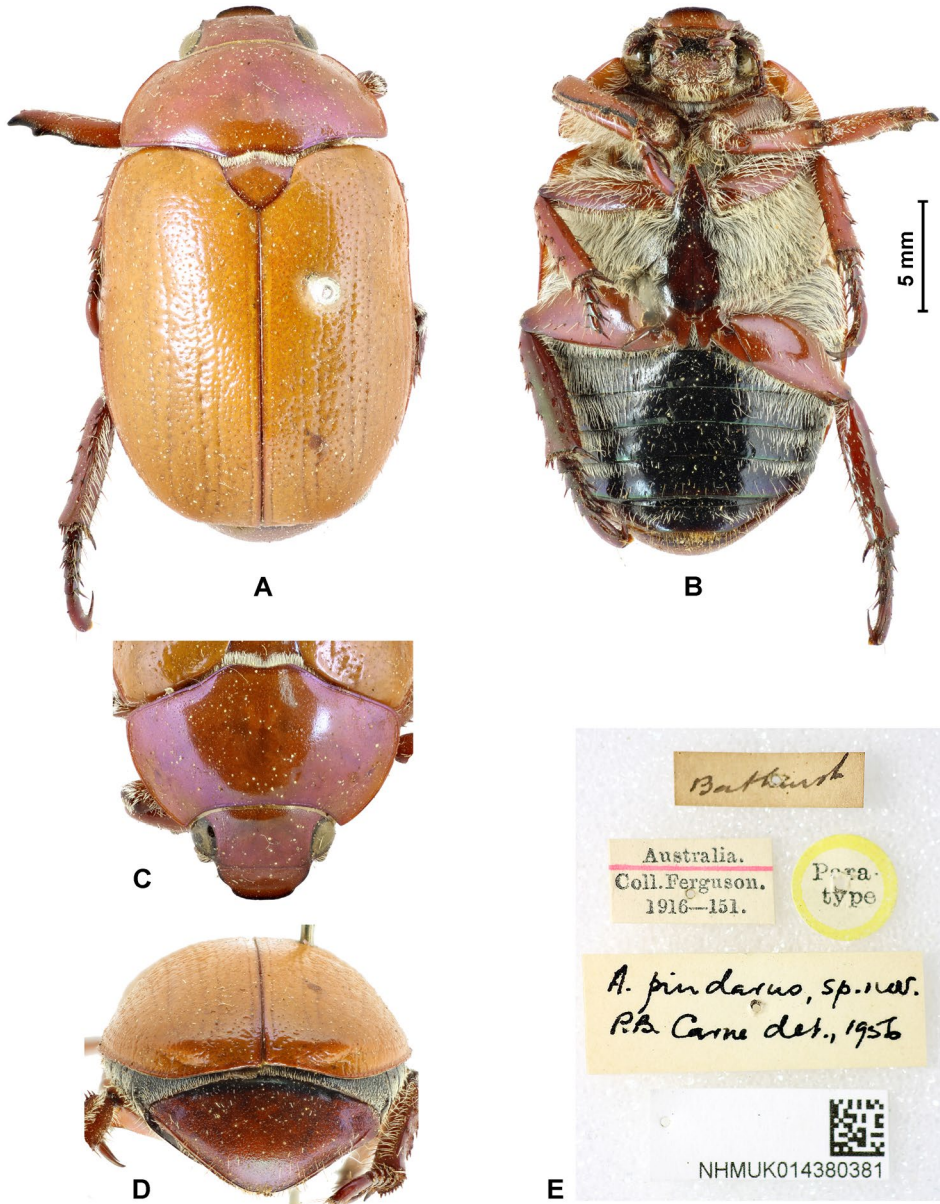 A
B
5 mm
C
D
E
Bathurst
Australia.
Coll.Ferguson.
1916—151.
Para-
type
A. pindarus, sp. nov.
P.B. Carne det., 1956
NHMUK014380381